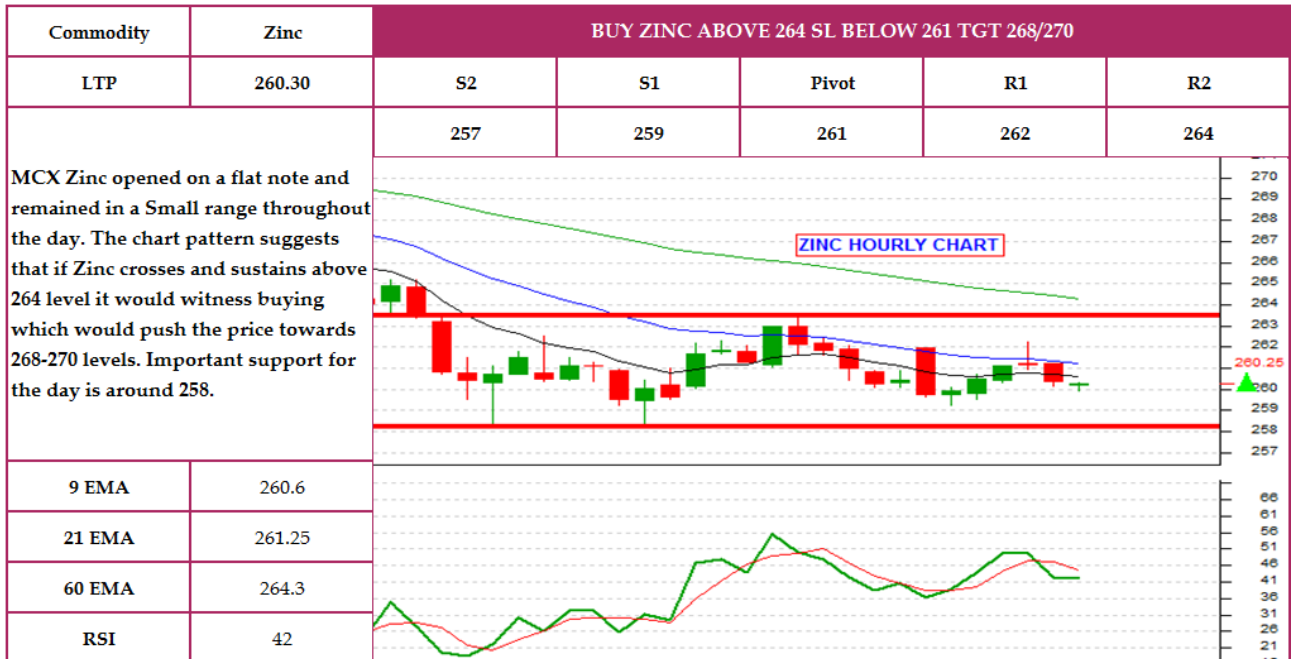 Commodity Zinc BUY ZINC ABOVE 264 SL BELOW 261 TGT 268/270
LTP 260.30 S2 S1 Pivot R1 R2
257 259 261 262 264
MCX Zinc opened on a flat note and
remained in a Small range throughout
the day. The chart pattern suggests
that if Zinc crosses and sustains above
264 level it would witness buying
which would push the price towards
268-270 levels. Important support for
the day is around 258.
9 EMA 260.6
21 EMA 261.25
60 EMA 264.3
RSI 42
ZINC HOURLY CHART
270
269
268
267
266
265
264
263
262
260.25
260
259
258
257
66
61
56
51
46
41
36
31
26
21